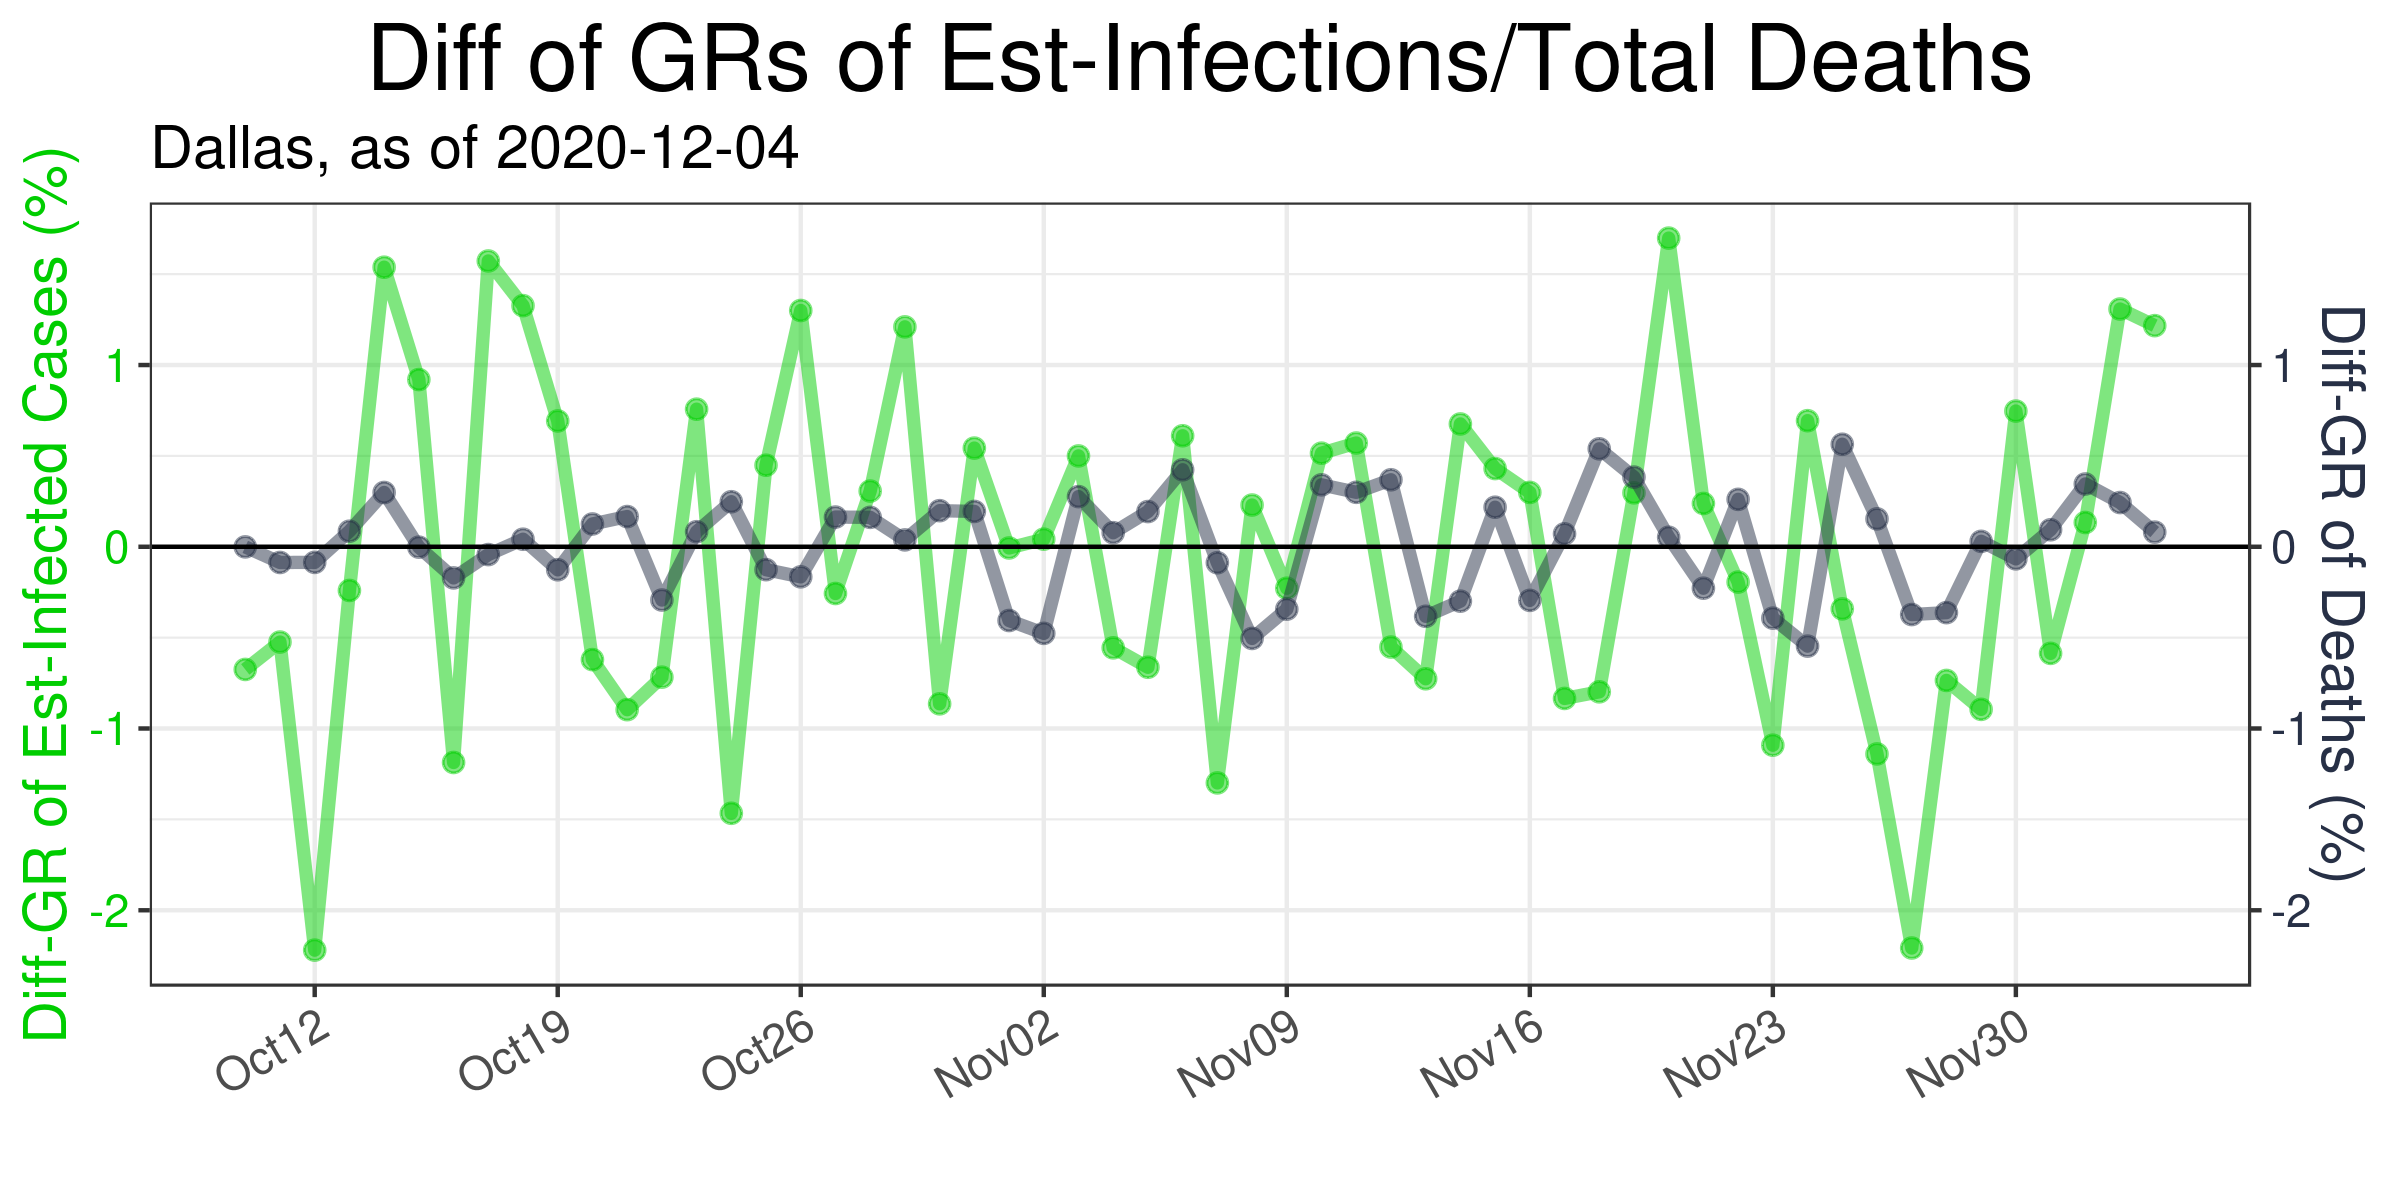 Diff of GRs of Est-Infections/Total Deaths
Dallas, as of 2020-12-04
Diff-GR of Est-Infected Cases (%)
1
0
-1
-2
1
0
-1
-2
Diff-GR of Deaths (%)
Oct12
Oct19
Oct26
Nov02
Nov09
Nov16
Nov23
Nov30